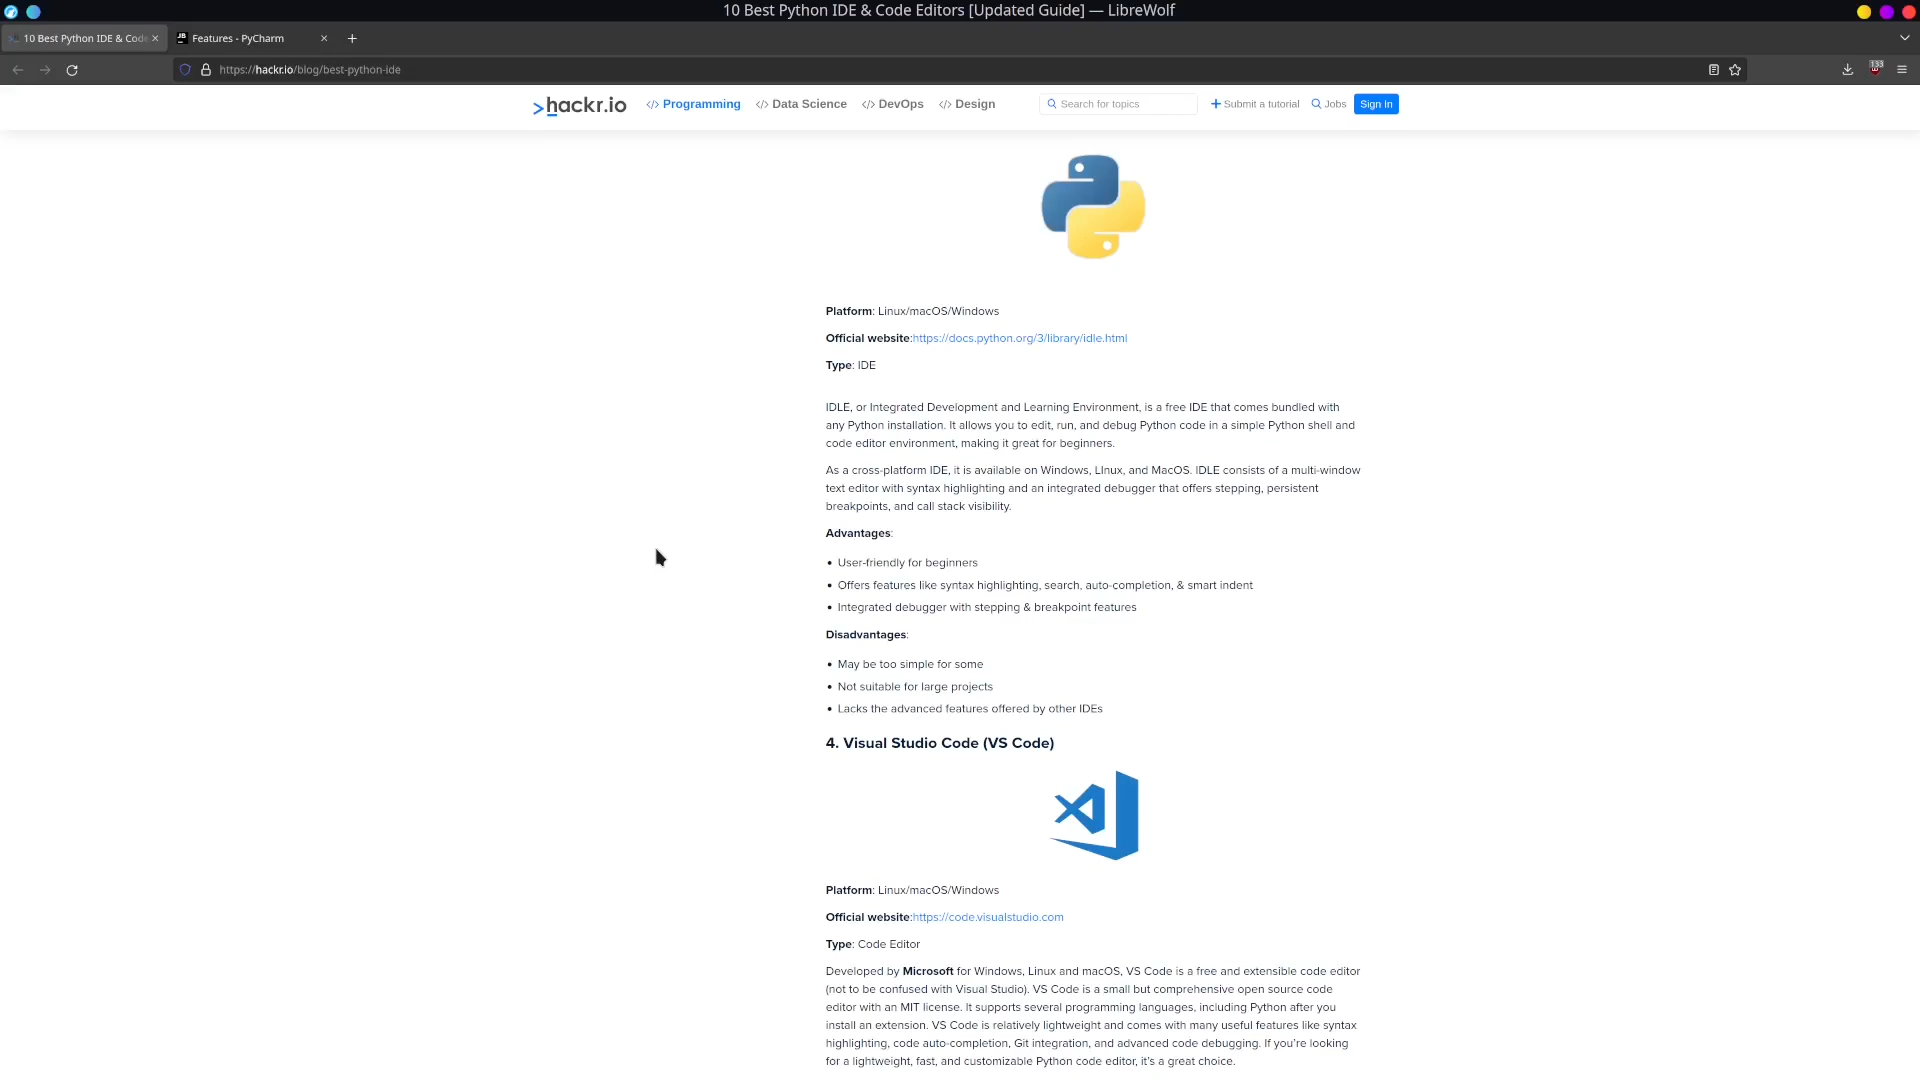 10 Best Python IDE & Code Editors [Updated Guide] — LibreWolf
10 Best Python IDE & Code
Features - PyCharm
https://hackr.io/blog/best-python-ide
133
>hackr.io
</> Programming
</> Data Science
</> DevOps
</> Design
Search for topics
Submit a tutorial
Jobs
Sign In
Platform: Linux/macOS/Windows
Official website:https://docs.python.org/3/library/idle.html
Type: IDE
IDLE, or Integrated Development and Learning Environment, is a free IDE that comes bundled with
any Python installation. It allows you to edit, run, and debug Python code in a simple Python shell and
code editor environment, making it great for beginners.
As a cross-platform IDE, it is available on Windows, LInux, and MacOS. IDLE consists of a multi-window
text editor with syntax highlighting and an integrated debugger that offers stepping, persistent
breakpoints, and call stack visibility.
Advantages:
• User-friendly for beginners
• Offers features like syntax highlighting, search, auto-completion, & smart indent
• Integrated debugger with stepping & breakpoint features
Disadvantages:
• May be too simple for some
• Not suitable for large projects
• Lacks the advanced features offered by other IDEs
4. Visual Studio Code (VS Code)
Platform: Linux/macOS/Windows
Official website:https://code.visualstudio.com
Type: Code Editor
Developed by Microsoft for Windows, Linux and macOS, VS Code is a free and extensible code editor
(not to be confused with Visual Studio). VS Code is a small but comprehensive open source code
editor with an MIT license. It supports several programming languages, including Python after you
install an extension. VS Code is relatively lightweight and comes with many useful features like syntax
highlighting, code auto-completion, Git integration, and advanced code debugging. If you're looking
for a lightweight, fast, and customizable Python code editor, it's a great choice.